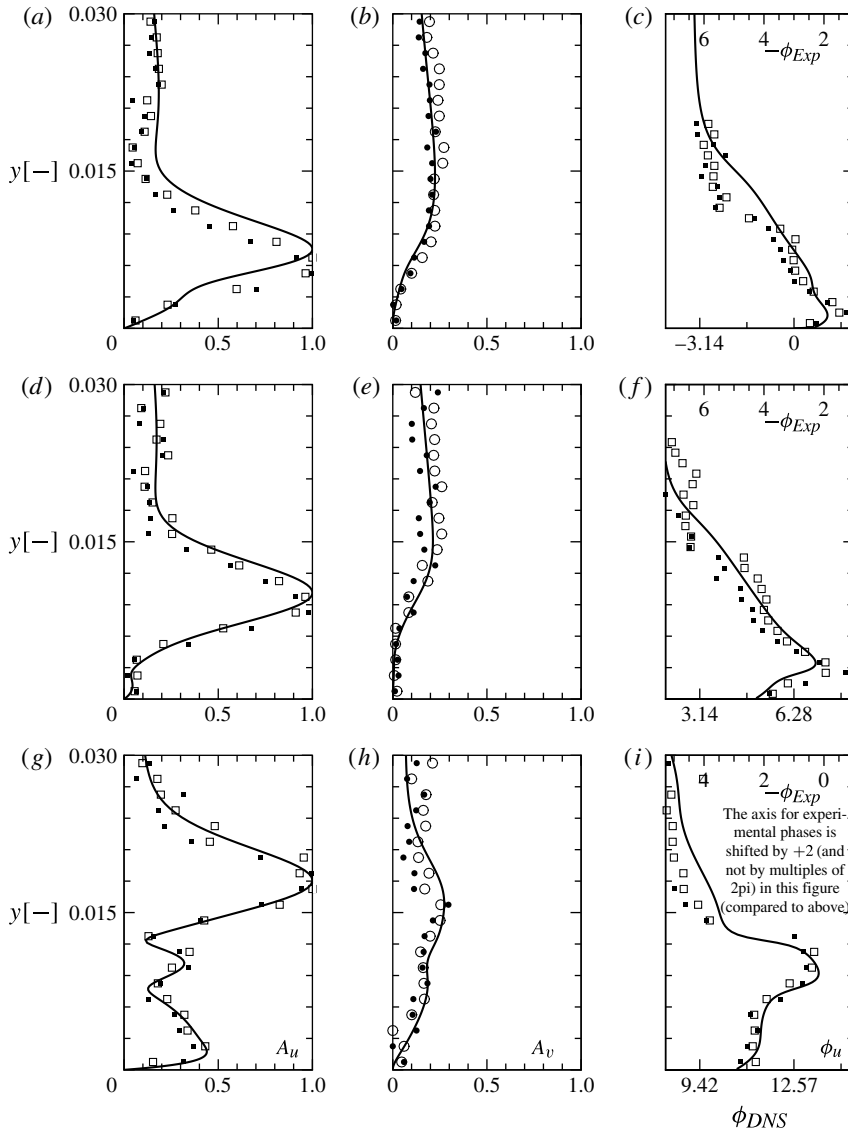 (a) (b) (c)
0.030 6 4 2
−ϕExp
y[−] 0.015
0 0.5 1.0 0 0.5 1.0 −3.14 0
(d) (e) (f)
0.030 6 4 2
−ϕExp
y[−] 0.015
0 0.5 1.0 0 0.5 1.0 3.14 6.28
(g) (h) (i)
0.030 4 2 0
−ϕExp
The axis for experi-
mental phases is
shifted by +2 (and
not by multiples of
2pi) in this figure
(compared to above)
y[−] 0.015
Au Av ϕu
0 0.5 1.0 0 0.5 1.0 9.42 12.57
ϕDNS